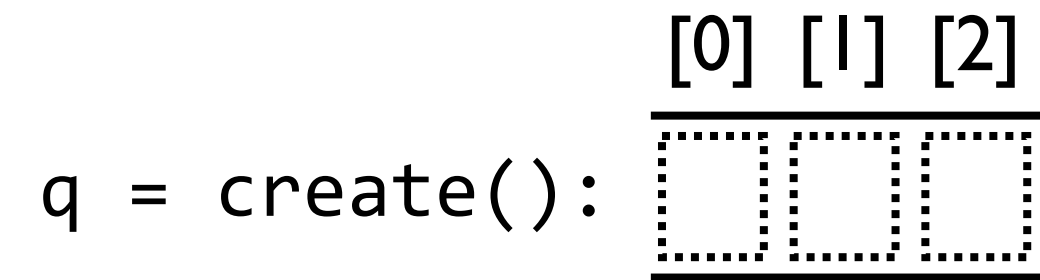 [0] [1] [2]
q = create():